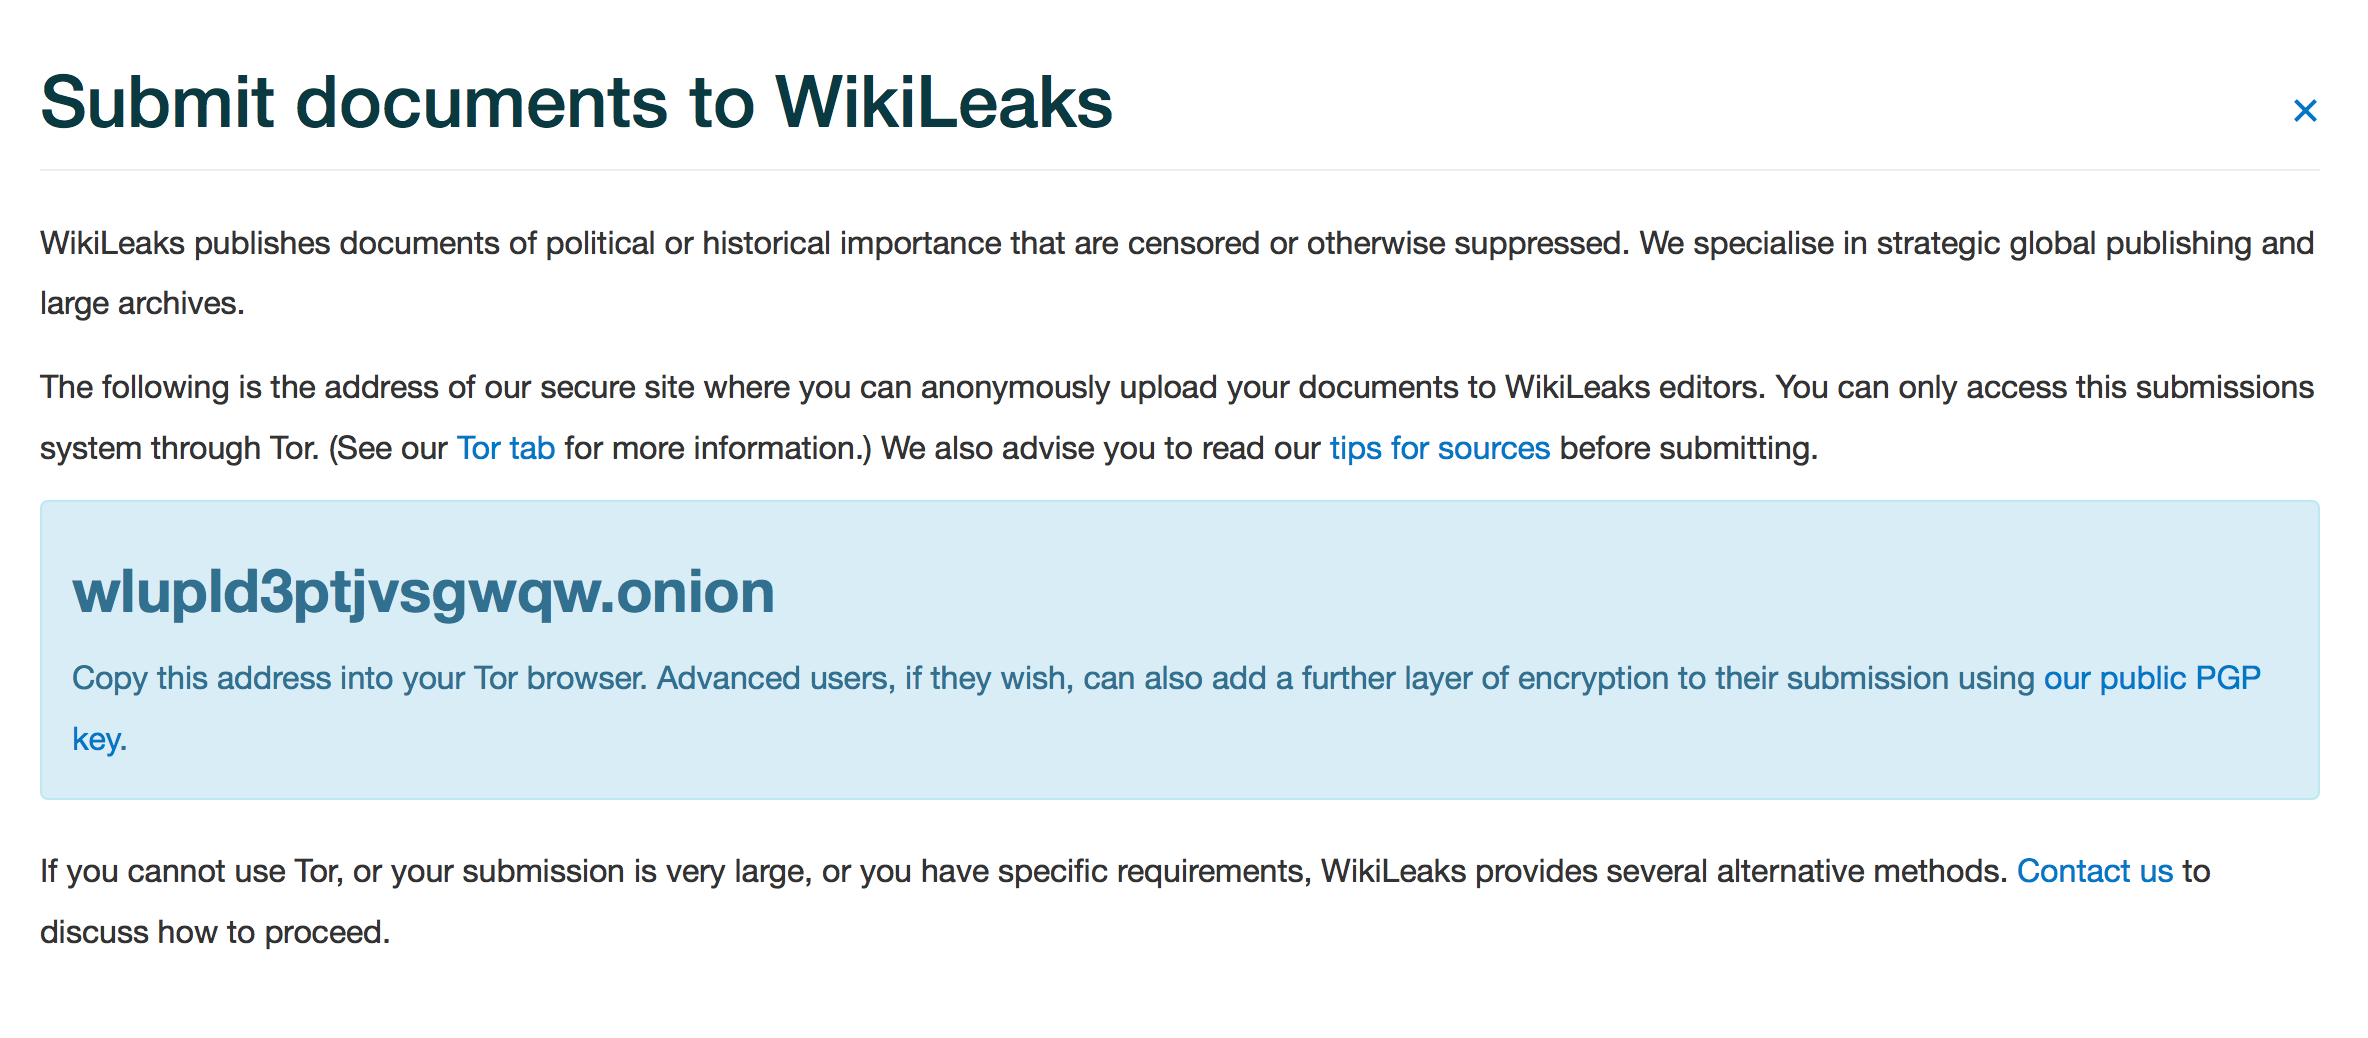 Submit documents to WikiLeaks
×
WikiLeaks publishes documents of political or historical importance that are censored or otherwise suppressed. We specialise in strategic global publishing and
large archives.
The following is the address of our secure site where you can anonymously upload your documents to WikiLeaks editors. You can only access this submissions
system through Tor. (See our Tor tab for more information.) We also advise you to read our tips for sources before submitting.
wlupld3ptjvsgwqw.onion
Copy this address into your Tor browser. Advanced users, if they wish, can also add a further layer of encryption to their submission using our public PGP
key.
If you cannot use Tor, or your submission is very large, or you have specific requirements, WikiLeaks provides several alternative methods. Contact us to
discuss how to proceed.